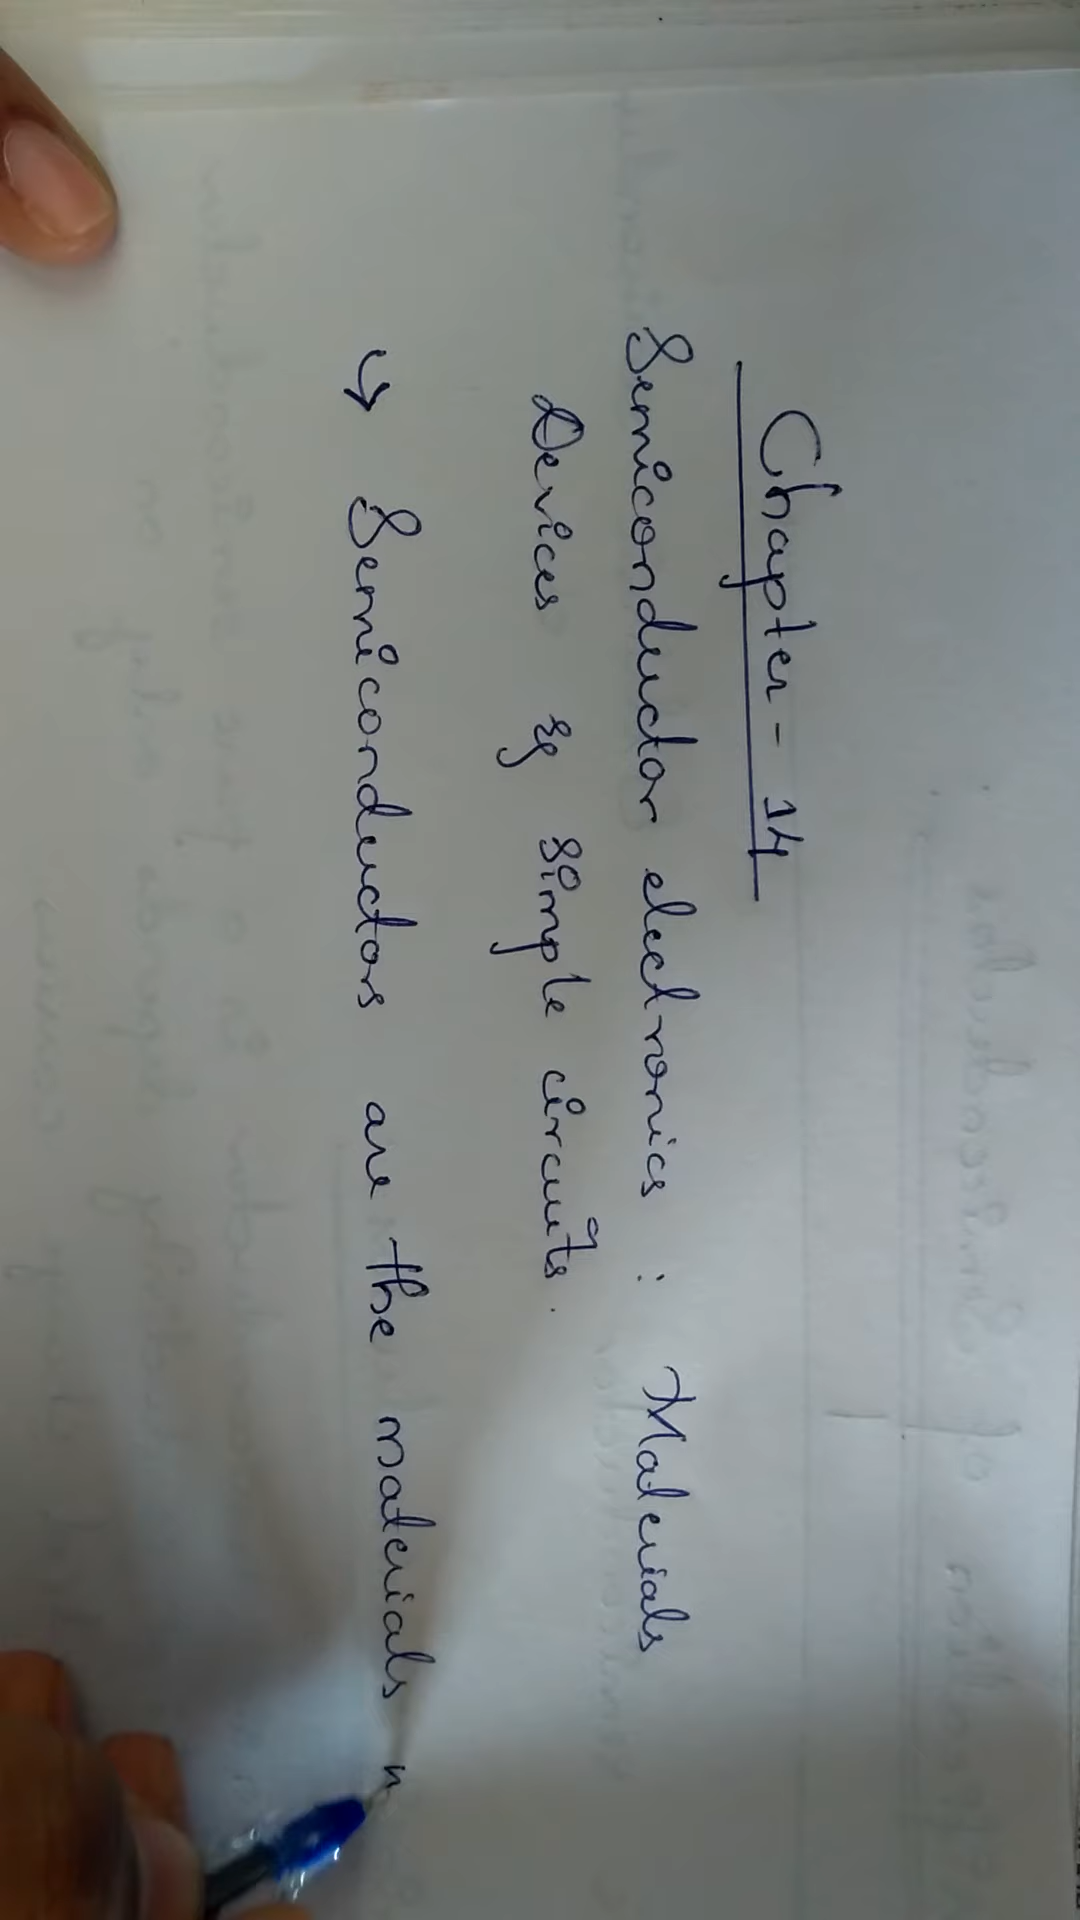 Chapter - 14
Semiconductor electronics : Materials
Devices & Simple circuits.
↪ Semiconductors are the materials